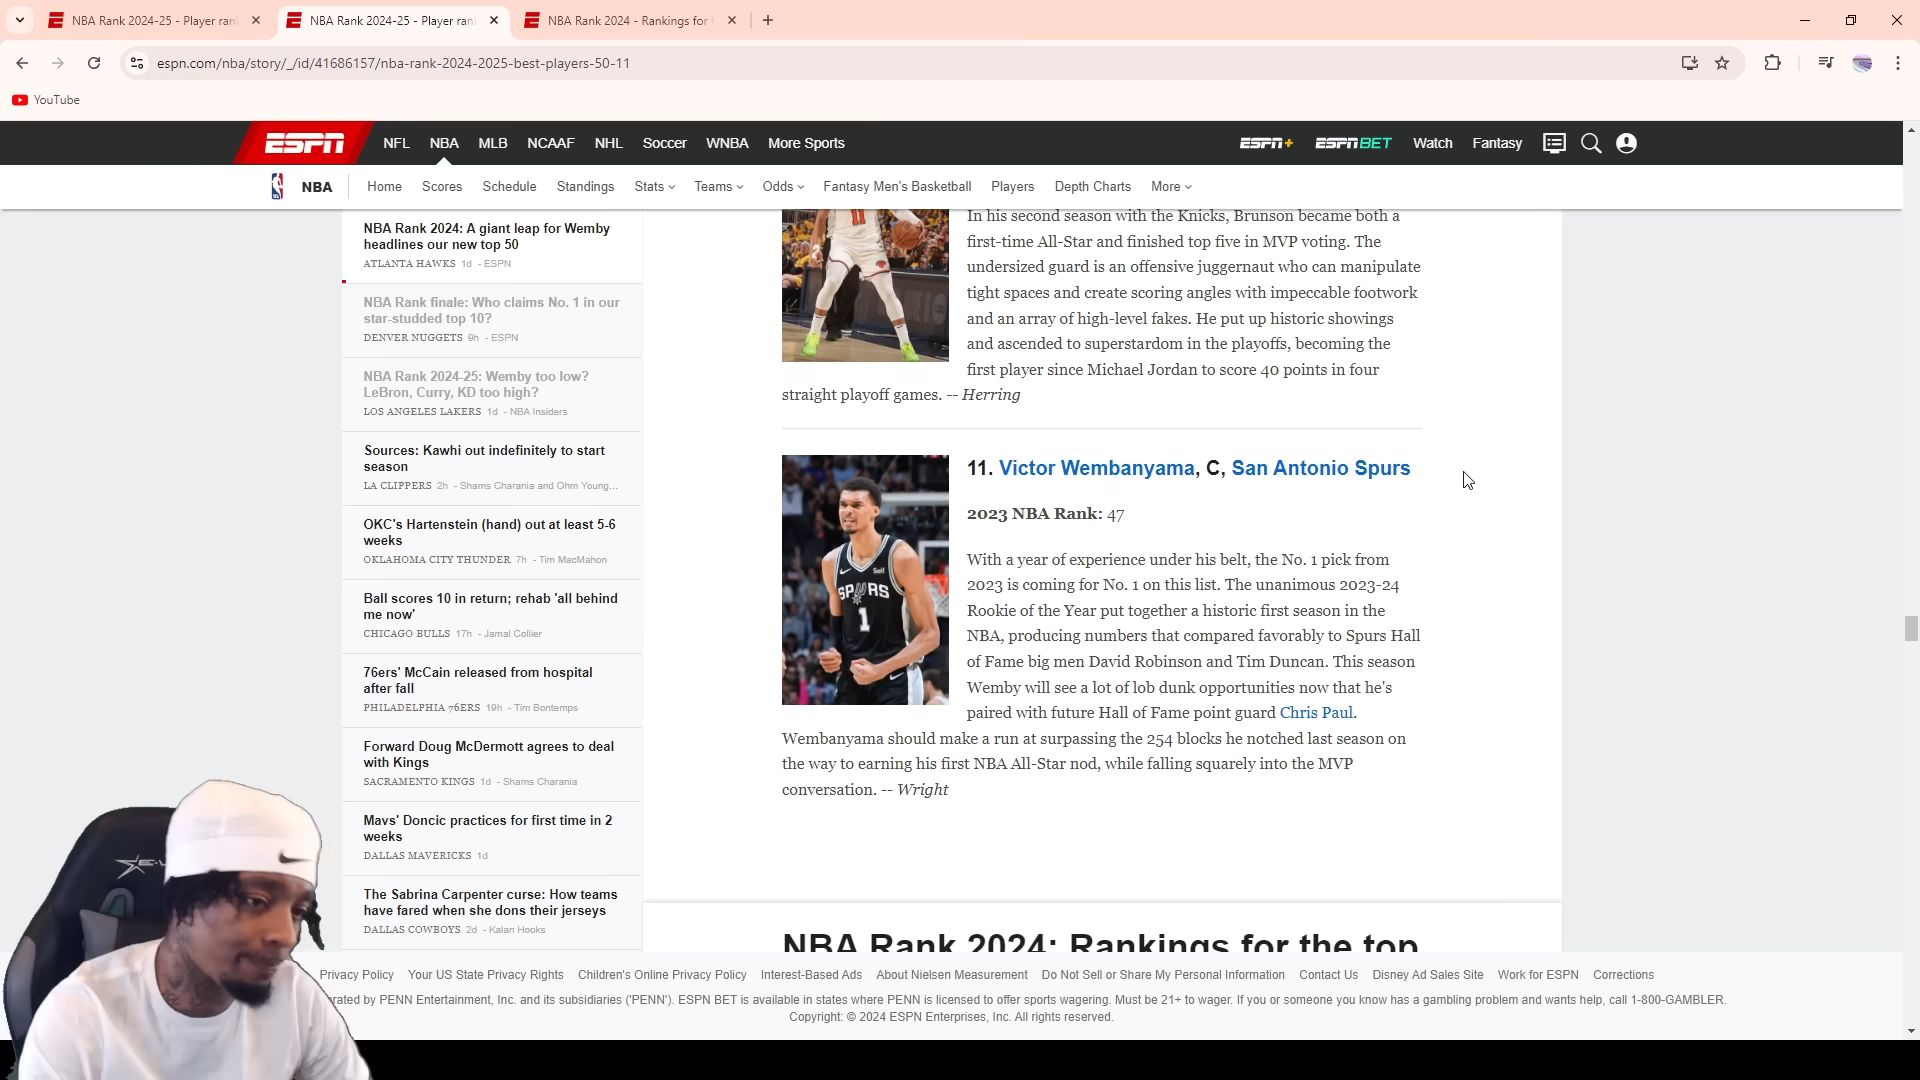 NBA Rank 2024-25 - Player ran
NBA Rank 2024-25 - Player rank
NBA Rank 2024 - Rankings for t
espn.com/nba/story/_/id/41686157/nba-rank-2024-2025-best-players-50-11
YouTube
ESPN
NFL NBA MLB NCAAF NHL Soccer WNBA More Sports
ESPN+ ESPNBET Watch Fantasy
NBA Home Scores Schedule Standings Stats Teams Odds Fantasy Men's Basketball Players Depth Charts More
NBA Rank 2024: A giant leap for Wemby
headlines our new top 50
ATLANTA HAWKS 1d - ESPN
NBA Rank finale: Who claims No. 1 in our
star-studded top 10?
DENVER NUGGETS 9h - ESPN
NBA Rank 2024-25: Wemby too low?
LeBron, Curry, KD too high?
LOS ANGELES LAKERS 1d - NBA Insiders
Sources: Kawhi out indefinitely to start
season
LA CLIPPERS 2h - Shams Charania and Ohm Young...
OKC's Hartenstein (hand) out at least 5-6
weeks
OKLAHOMA CITY THUNDER 7h - Tim MacMahon
Ball scores 10 in return; rehab 'all behind
me now'
CHICAGO BULLS 17h - Jamal Collier
76ers' McCain released from hospital
after fall
PHILADELPHIA 76ERS 19h - Tim Bontemps
Forward Doug McDermott agrees to deal
with Kings
SACRAMENTO KINGS 1d - Shams Charania
Mavs' Doncic practices for first time in 2
weeks
DALLAS MAVERICKS 1d
The Sabrina Carpenter curse: How teams
have fared when she dons their jerseys
DALLAS COWBOYS 2d - Kalan Hooks
11
In his second season with the Knicks, Brunson became both a
first-time All-Star and finished top five in MVP voting. The
undersized guard is an offensive juggernaut who can manipulate
tight spaces and create scoring angles with impeccable footwork
and an array of high-level fakes. He put up historic showings
and ascended to superstardom in the playoffs, becoming the
first player since Michael Jordan to score 40 points in four
straight playoff games. -- Herring
11. Victor Wembanyama, C, San Antonio Spurs
2023 NBA Rank: 47
SPURS
1
Self
With a year of experience under his belt, the No. 1 pick from
2023 is coming for No. 1 on this list. The unanimous 2023-24
Rookie of the Year put together a historic first season in the
NBA, producing numbers that compared favorably to Spurs Hall
of Fame big men David Robinson and Tim Duncan. This season
Wemby will see a lot of lob dunk opportunities now that he's
paired with future Hall of Fame point guard Chris Paul.
Wembanyama should make a run at surpassing the 254 blocks he notched last season on
the way to earning his first NBA All-Star nod, while falling squarely into the MVP
conversation. -- Wright
NBA Rank 2024: Rankings for the top
Privacy Policy Your US State Privacy Rights Children's Online Privacy Policy Interest-Based Ads About Nielsen Measurement Do Not Sell or Share My Personal Information Contact Us Disney Ad Sales Site Work for ESPN Corrections
rated by PENN Entertainment, Inc. and its subsidiaries ('PENN'). ESPN BET is available in states where PENN is licensed to offer sports wagering. Must be 21+ to wager. If you or someone you know has a gambling problem and wants help, call 1-800-GAMBLER.
Copyright: © 2024 ESPN Enterprises, Inc. All rights reserved.